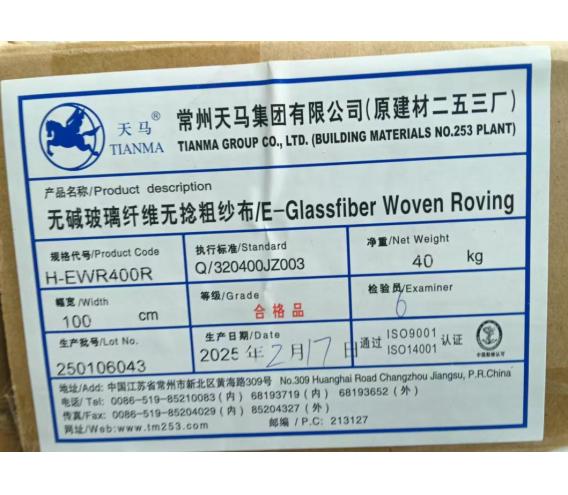 天马
TIANMA
常州天马集团有限公司(原建材二五三厂)
TIANMA GROUP CO., LTD. (BUILDING MATERIALS NO.253 PLANT)
产品名称/Product description
无碱玻璃纤维无捻粗纱布/E-Glassfiber Woven Roving
规格代号/Product Code
H-EWR400R
执行标准/Standard
Q/320400JZ003
净重/Net Weight
40 kg
幅宽/Width
100 cm
等级/Grade
合格品
检验员/Examiner
6
生产批号/Lot No.
250106043
生产日期/Date
2025年2月17日
通过 ISO9001 认证
ISO14001
地址/Add: 中国江苏省常州市新北区黄海路309号 No.309 Huanghai Road Changzhou Jiangsu, P.R.China
电话/Tel: 0086-519-85210083(内) 68193719(内) 68193652(外)
传真/Fax: 0086-519-85204029(内) 85204327(外)
网址/Web:www.tm253.com 邮编/P.C: 213127